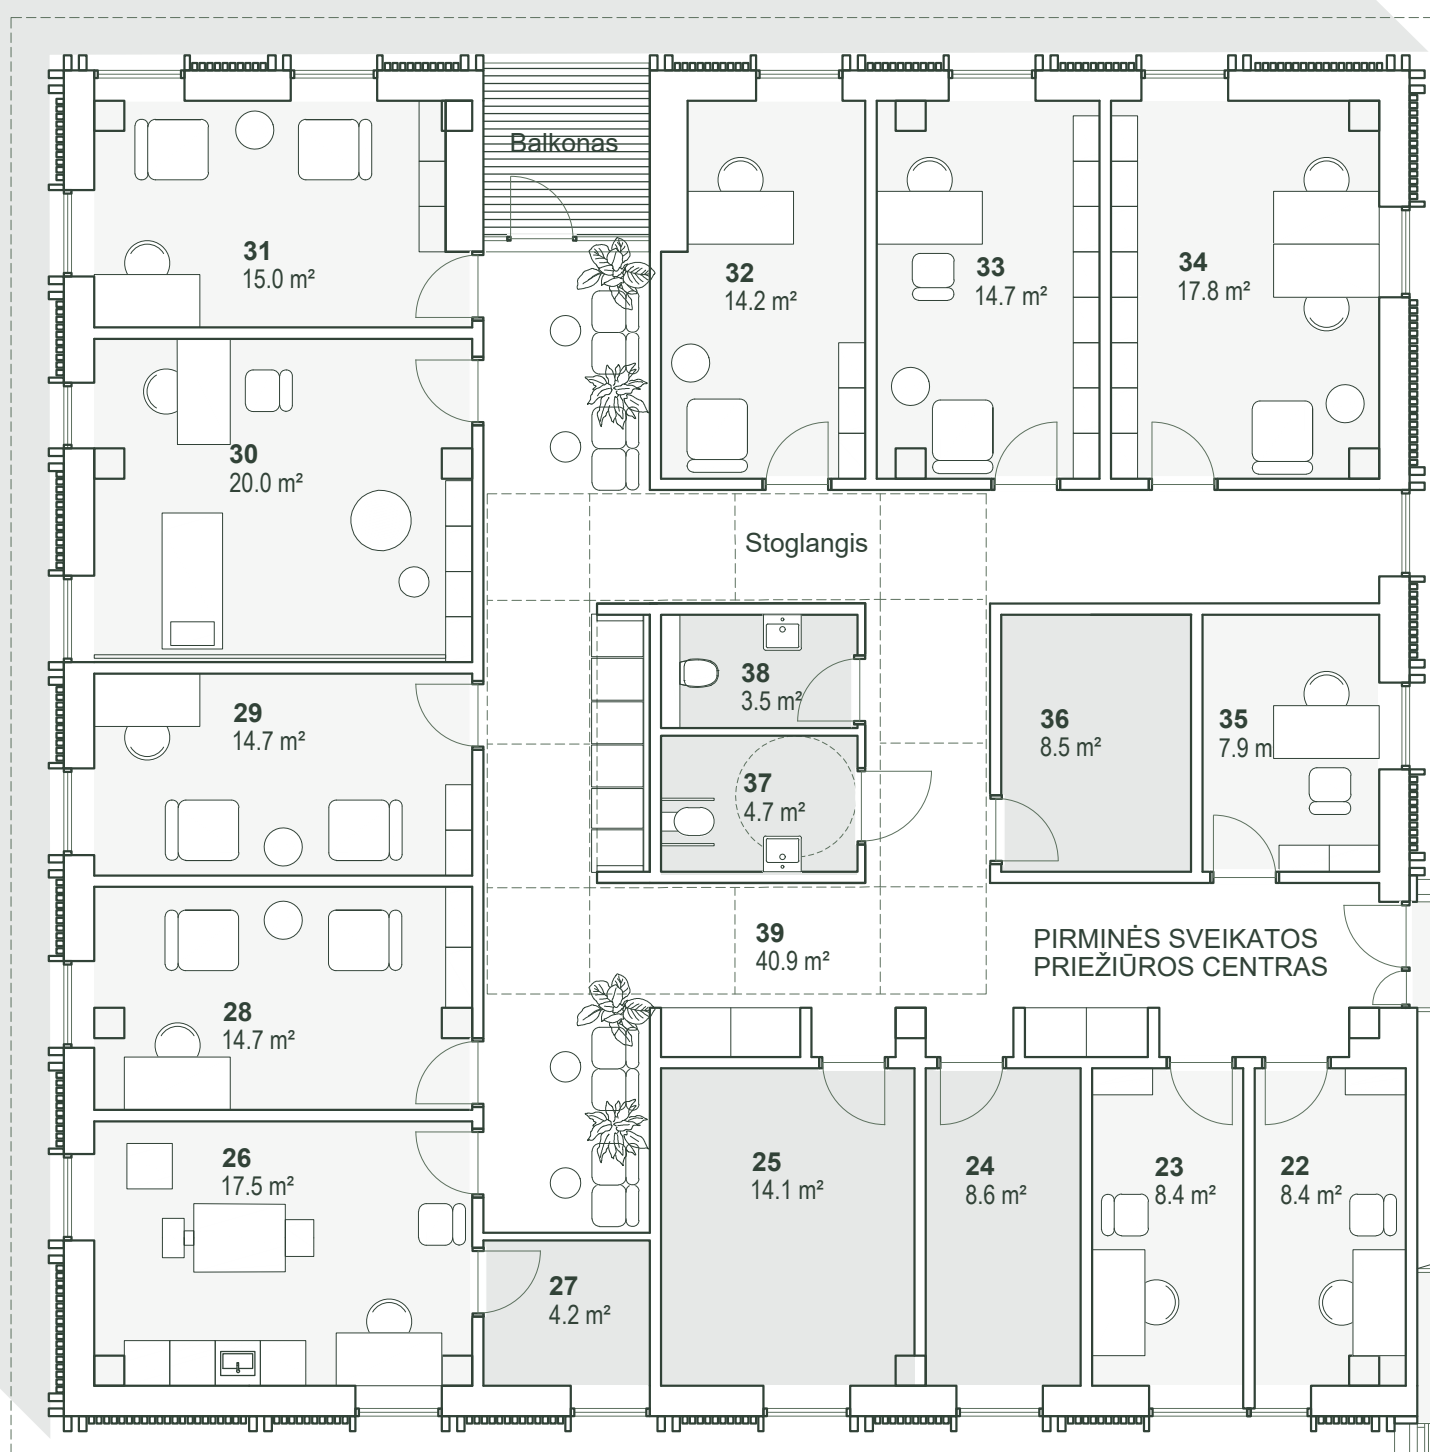 Balkonas
31
15.0 m²
32
14.2 m²
33
14.7 m²
34
17.8 m²
30
20.0 m²
Stoglangis
29
14.7 m²
38
3.5 m²
36
8.5 m²
35
7.9 m
37
4.7 m²
39
40.9 m²
PIRMINĖS SVEIKATOS
PRIEŽIŪROS CENTRAS
28
14.7 m²
26
17.5 m²
25
14.1 m²
24
8.6 m²
23
8.4 m²
22
8.4 m²
27
4.2 m²